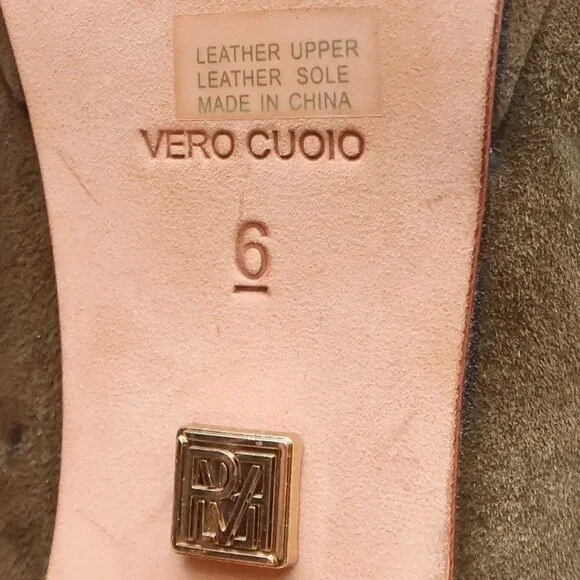 LEATHER UPPER
LEATHER SOLE
MADE IN CHINA
VERO CUOIO
6